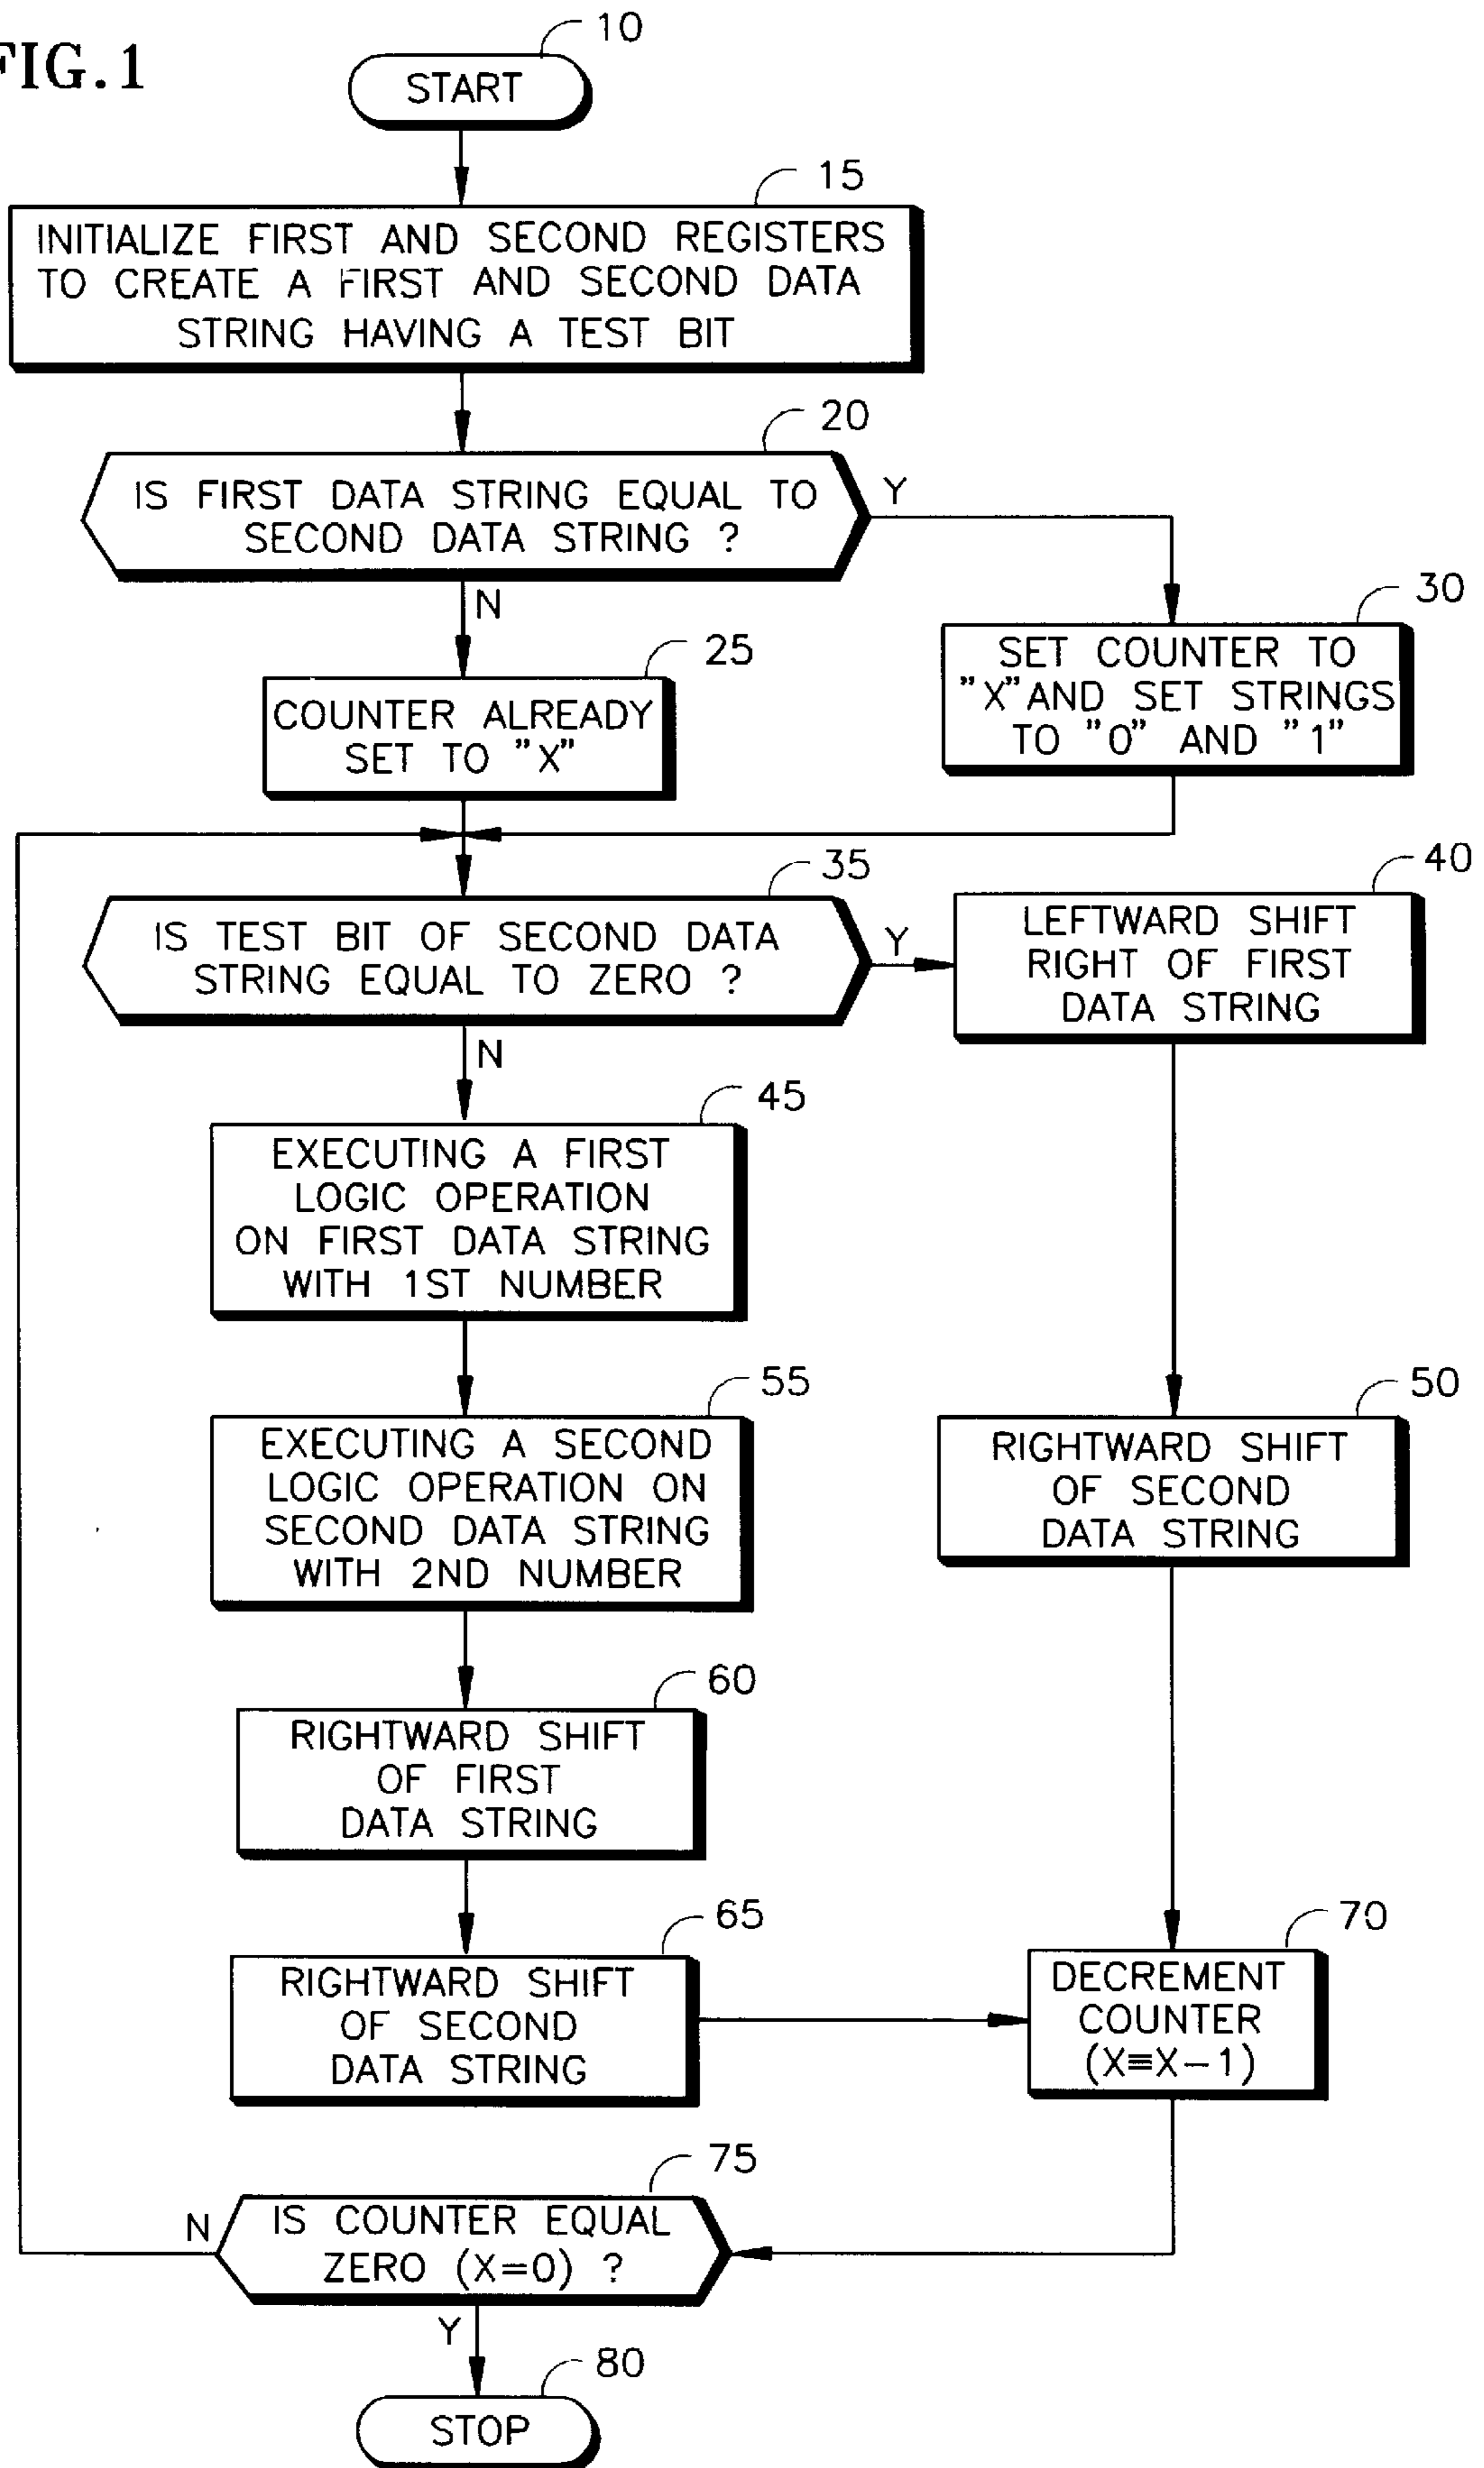 FIG.1
10
START
15
INITIALIZE FIRST AND SECOND REGISTERS
TO CREATE A FIRST AND SECOND DATA
STRING HAVING A TEST BIT
20
IS FIRST DATA STRING EQUAL TO
SECOND DATA STRING ?
Y
N
30
SET COUNTER TO
"X" AND SET STRINGS
TO "0" AND "1"
25
COUNTER ALREADY
SET TO "X"
35
IS TEST BIT OF SECOND DATA
STRING EQUAL TO ZERO ?
Y
N
40
LEFTWARD SHIFT
RIGHT OF FIRST
DATA STRING
45
EXECUTING A FIRST
LOGIC OPERATION
ON FIRST DATA STRING
WITH 1ST NUMBER
55
EXECUTING A SECOND
LOGIC OPERATION ON
SECOND DATA STRING
WITH 2ND NUMBER
50
RIGHTWARD SHIFT
OF SECOND
DATA STRING
60
RIGHTWARD SHIFT
OF FIRST
DATA STRING
65
RIGHTWARD SHIFT
OF SECOND
DATA STRING
70
DECREMENT
COUNTER
(X≡X-1)
75
N
IS COUNTER EQUAL
ZERO (X=0) ?
Y
80
STOP